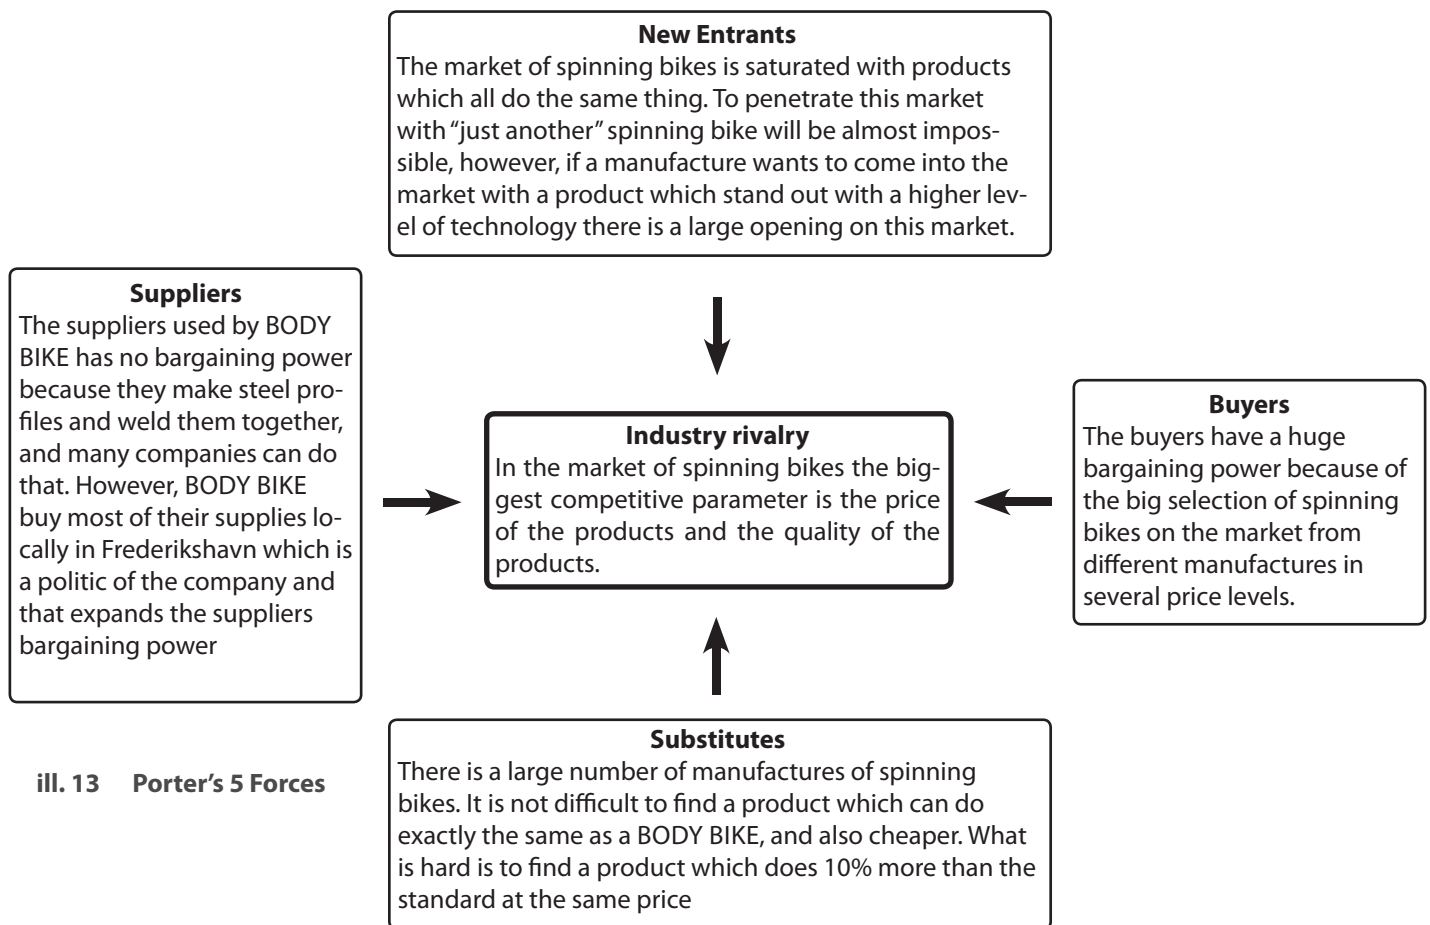 New Entrants
The market of spinning bikes is saturated with products
which all do the same thing. To penetrate this market
with “just another” spinning bike will be almost impos-
sible, however, if a manufacture wants to come into the
market with a product which stand out with a higher lev-
el of technology there is a large opening on this market.
Suppliers
The suppliers used by BODY
BIKE has no bargaining power
because they make steel pro-
files and weld them together,
and many companies can do
that. However, BODY BIKE
buy most of their supplies lo-
cally in Frederikshavn which is
a politic of the company and
that expands the suppliers
bargaining power
Industry rivalry
In the market of spinning bikes the big-
gest competitive parameter is the price
of the products and the quality of the
products.
Buyers
The buyers have a huge
bargaining power because of
the big selection of spinning
bikes on the market from
different manufactures in
several price levels.
Substitutes
There is a large number of manufactures of spinning
bikes. It is not difficult to find a product which can do
exactly the same as a BODY BIKE, and also cheaper. What
is hard is to find a product which does 10% more than the
standard at the same price
ill. 13 Porter’s 5 Forces